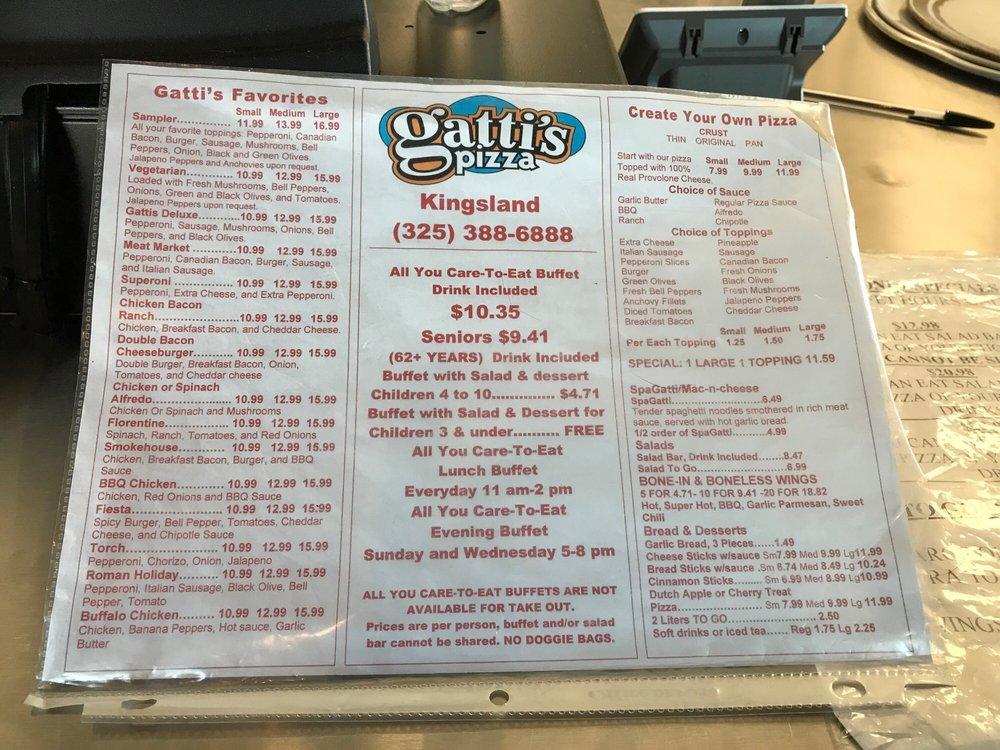 Gatti's Favorites
Small Medium Large
Sampler.................. 11.99 13.99 16.99
All your favorite toppings: Pepperoni, Canadian
Bacon, Burger, Sausage, Mushrooms, Bell
Peppers, Onion, Black and Green Olives.
Jalapeno Peppers and Anchovies upon request.
Vegetarian................10.99 12.99 15.99
Loaded with Fresh Mushrooms, Bell Peppers,
Onions, Green and Black Olives, and Tomatoes.
Jalapeno Peppers upon request.
Gattis Deluxe............10.99 12.99 15.99
Pepperoni, Sausage, Mushrooms, Onions, Bell
Peppers, and Black Olives.
Meat Market .............10.99 12.99 15.99
Pepperoni, Canadian Bacon, Burger, Sausage,
and Italian Sausage.
Superoni .................. 10.99 12.99 15.99
Pepperoni, Extra Cheese, and Extra Pepperoni.
Chicken Bacon
Ranch.......................10.99 12.99 15.99
Chicken, Breakfast Bacon, and Cheddar Cheese.
Double Bacon
Cheeseburger...........10.99 12.99 15.99
Double Burger, Breakfast Bacon, Onion,
Tomatoes, and Cheddar cheese
Chicken or Spinach
Alfredo.....................10.99 12.99 15.99
Chicken Or Spinach and Mushrooms
Florentine................ 10.99 12.99 15.99
Spinach, Ranch, Tomatoes, and Red Onions
Smokehouse........... 10.99 12.99 15.99
Chicken, Breakfast Bacon, Burger, and BBQ
Sauce
BBQ Chicken........... 10.99 12.99 15.99
Chicken, Red Onions and BBQ Sauce
Fiesta....................... 10.99 12.99 15.99
Spicy Burger, Bell Pepper, Tomatoes, Cheddar
Cheese, and Chipotle Sauce
Torch....................... 10.99 12.99 15.99
Pepperoni, Chorizo, Onion, Jalapeno
Roman Holiday........ 10.99 12.99 15.99
Pepperoni, Italian Sausage, Black Olive, Bell
Pepper, Tomato
Buffalo Chicken........ 10.99 12.99 15.99
Chicken, Banana Peppers, Hot sauce, Garlic
Butter
gatti's
pizza
Kingsland
(325) 388-6888
All You Care-To-Eat Buffet
Drink Included
$10.35
Seniors $9.41
(62+ YEARS) Drink Included
Buffet with Salad & dessert
Children 4 to 10.............. $4.71
Buffet with Salad & Dessert for
Children 3 & under.......... FREE
All You Care-To-Eat
Lunch Buffet
Everyday 11 am-2 pm
All You Care-To-Eat
Evening Buffet
Sunday and Wednesday 5-8 pm
ALL YOU CARE-TO-EAT BUFFETS ARE NOT
AVAILABLE FOR TAKE OUT.
Prices are per person, buffet and/or salad
bar cannot be shared. NO DOGGIE BAGS.
Create Your Own Pizza
CRUST
THIN ORIGINAL PAN
Start with our pizza Small Medium Large
Topped with 100% 7.99 9.99 11.99
Real Provolone Cheese.
Choice of Sauce
Garlic Butter Regular Pizza Sauce
BBQ Alfredo
Ranch Chipotle
Choice of Toppings
Extra Cheese Pineapple
Italian Sausage Sausage
Pepperoni Slices Canadian Bacon
Burger Fresh Onions
Green Olives Black Olives
Fresh Bell Peppers Fresh Mushrooms
Anchovy Fillets Jalapeno Peppers
Diced Tomatoes Cheddar Cheese
Breakfast Bacon
Small Medium Large
Per Each Topping 1.25 1.50 1.75
SPECIAL: 1 LARGE 1 TOPPING 11.59
SpaGatti/Mac-n-cheese
SpaGatti..........................6.49
Tender spaghetti noodles smothered in rich meat
sauce, served with hot garlic bread.
1/2 order of SpaGatti.........4.99
Salads
Salad Bar, Drink Included.......8.47
Salad To Go..........................6.99
BONE-IN & BONELESS WINGS
5 FOR 4.71- 10 FOR 9.41 -20 FOR 18.82
Hot, Super Hot, BBQ, Garlic Parmesan, Sweet
Chili
Bread & Desserts
Garlic Bread, 3 Pieces.....1.49
Cheese Sticks w/sauce Sm7.99 Med 9.99 Lg11.99
Bread Sticks w/sauce .Sm 6.74 Med 8.49 Lg 10.24
Cinnamon Sticks......... Sm 6.99 Med 8.99 Lg10.99
Dutch Apple or Cherry Treat
Pizza........................ Sm 7.99 Med 9.99 Lg 11.99
2 Liters TO GO........................ 2.50
Soft drinks or iced tea...... Reg 1.75 Lg 2.25
$12.98
EAT SALAD BA
CANNOT BE S
$20.98
AN EAT SALA